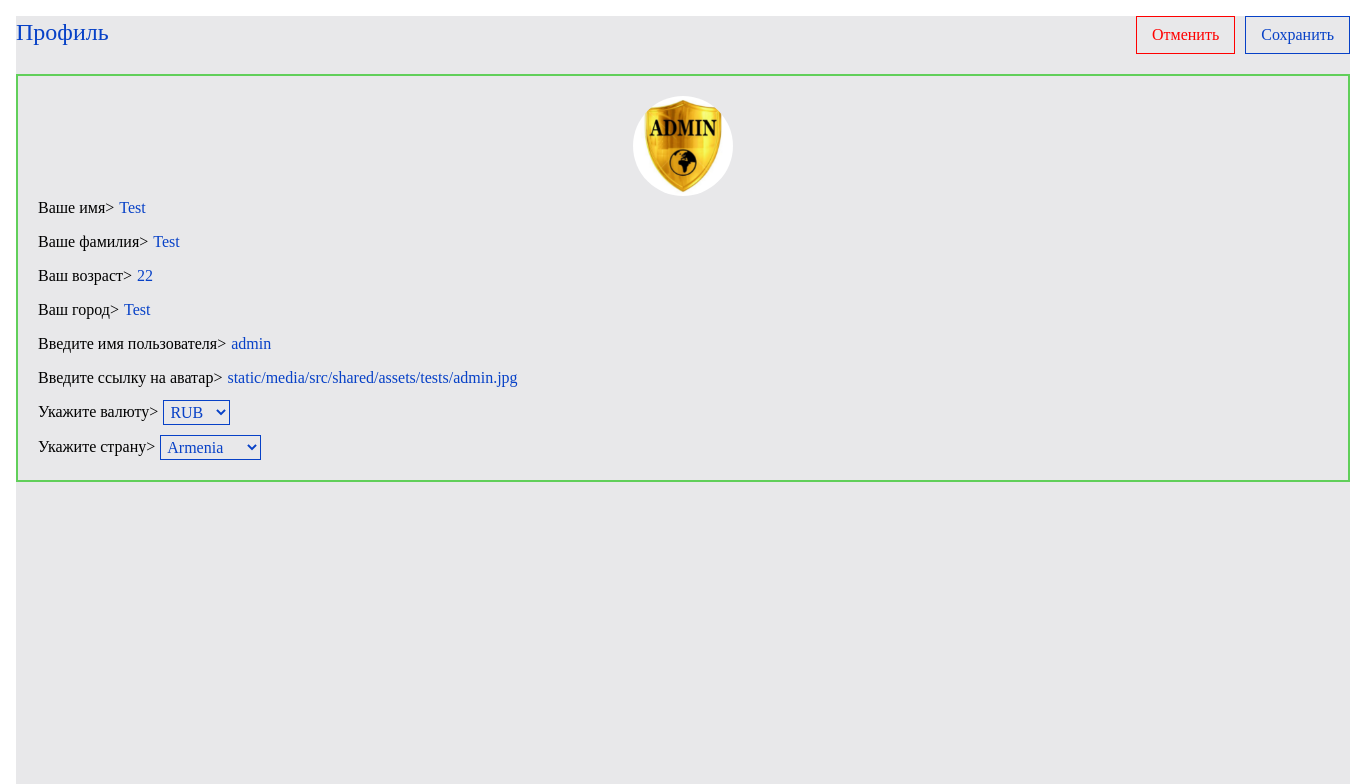 Профиль
Отменить
Сохранить
ADMIN
Ваше имя> Test
Ваше фамилия> Test
Ваш возраст> 22
Ваш город> Test
Введите имя пользователя> admin
Введите ссылку на аватар> static/media/src/shared/assets/tests/admin.jpg
Укажите валюту> RUB
Укажите страну> Armenia